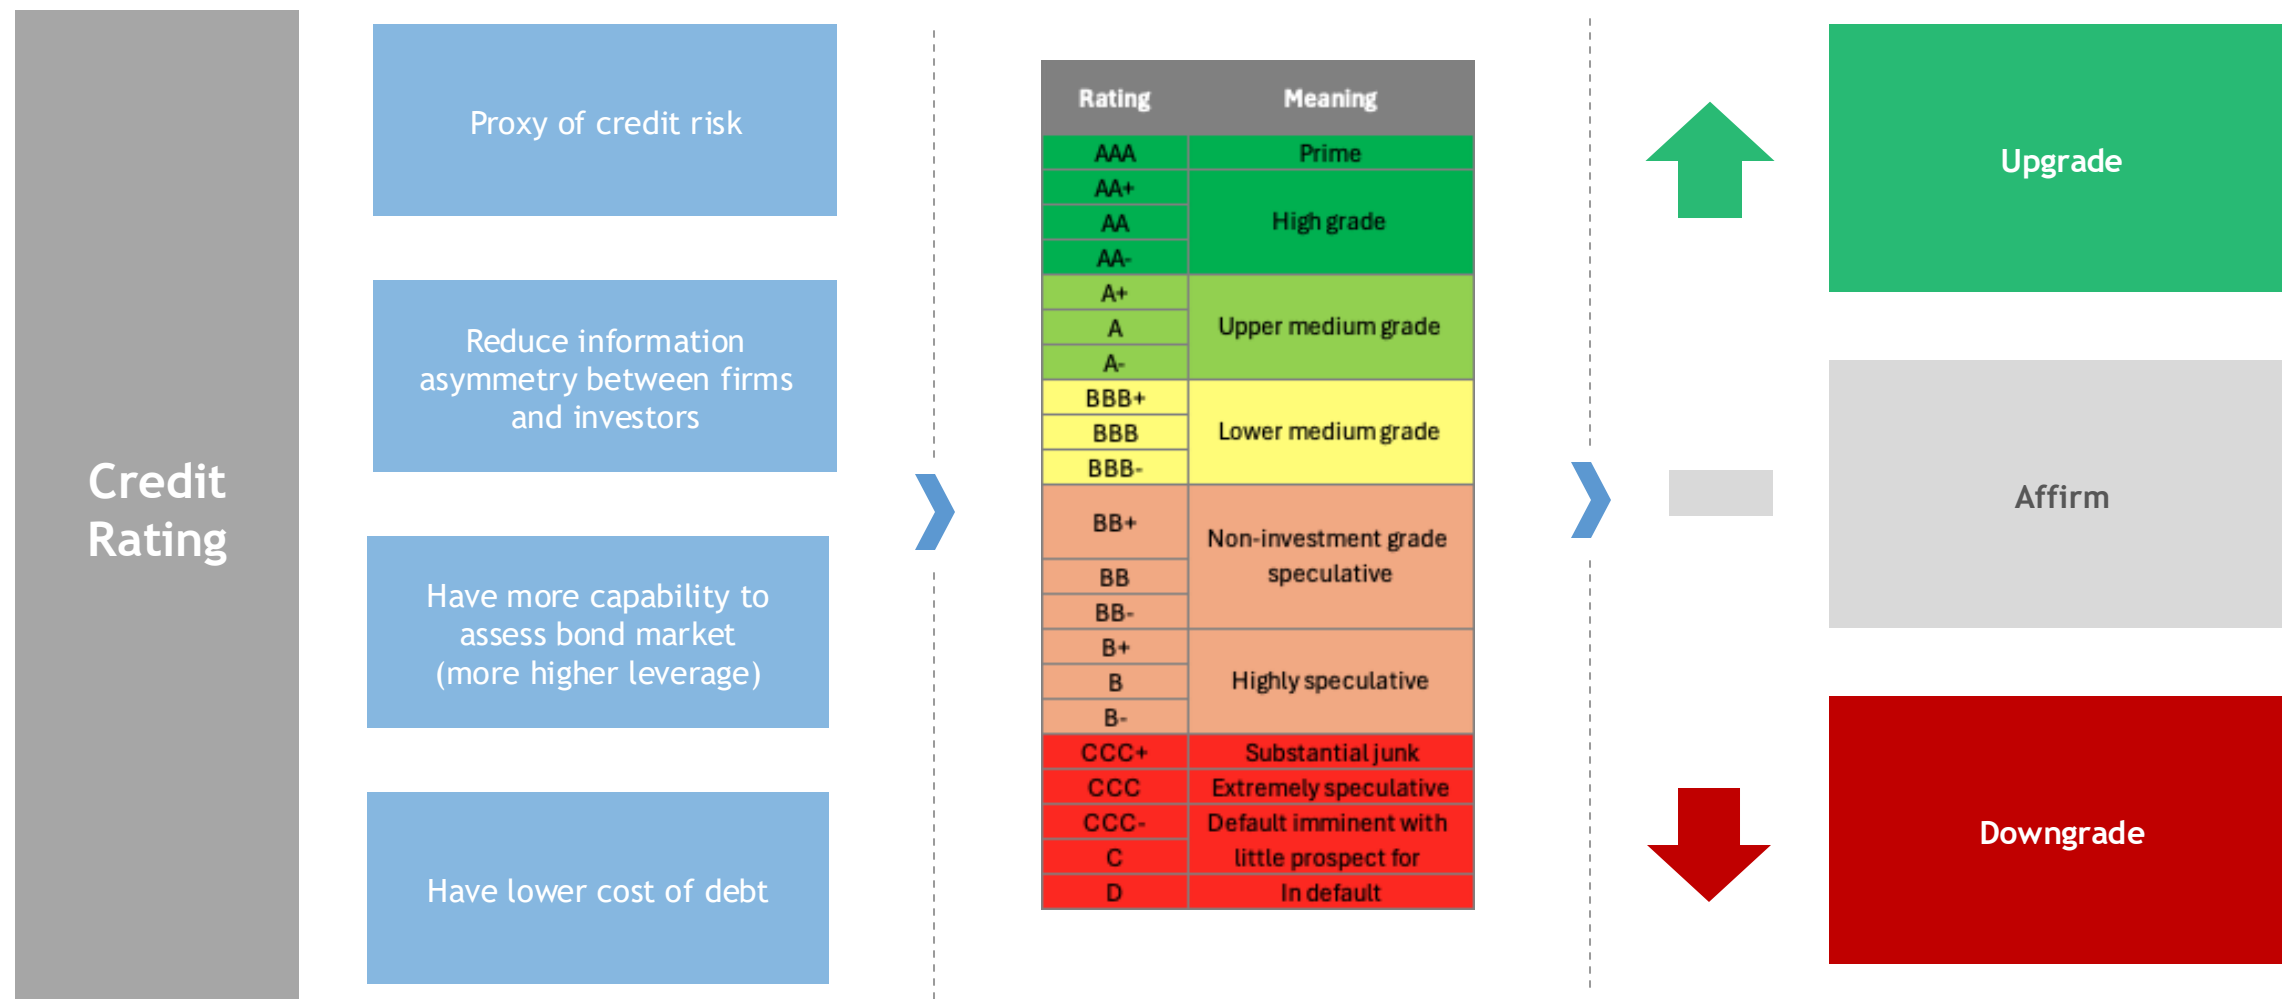 Credit
Rating
Proxy of credit risk
Reduce information
asymmetry between firms
and investors
Have more capability to
assess bond market
(more higher leverage)
Have lower cost of debt
Rating Meaning
AAA Prime
AA+
AA High grade
AA-
A+
A Upper medium grade
A-
BBB+
BBB Lower medium grade
BBB-
BB+
Non-investment grade
speculative
BB
BB-
B+
B Highly speculative
B-
CCC+ Substantial junk
CCC Extremely speculative
CCC- Default imminent with
C little prospect for
D In default
Upgrade
Affirm
Downgrade